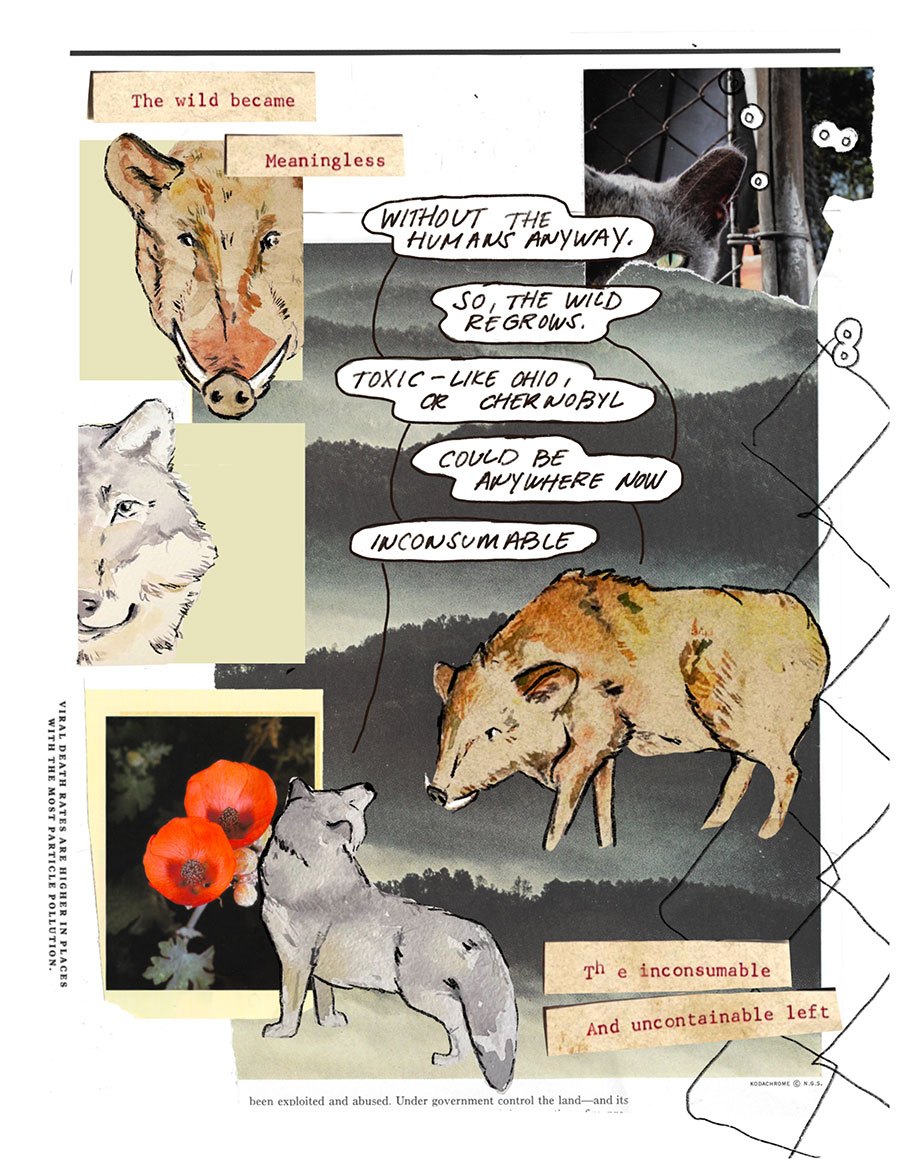 The wild became
Meaningless
WITHOUT THE
HUMANS ANYWAY.
SO, THE WILD
REGROWS.
TOXIC – LIKE OHIO,
OR CHERNOBYL
COULD BE
ANYWHERE NOW
INCONSUMABLE
VIRAL DEATH RATES ARE HIGHER IN PLACES
WITH THE MOST PARTICLE POLLUTION.
The inconsumable
And uncontainable left
KODACHROME © N.G.S.
been exploited and abused. Under government control the land—and its